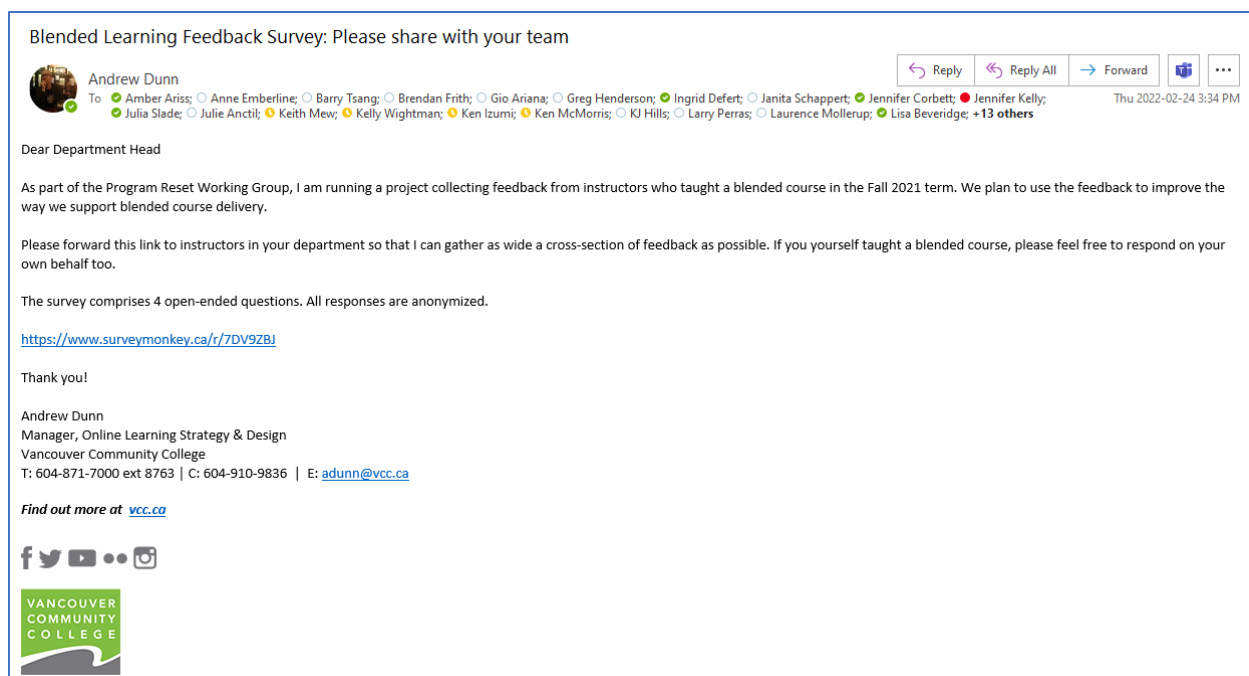 Blended Learning Feedback Survey: Please share with your team
Andrew Dunn
Reply
Reply All
Forward
To Amber Ariss; Anne Emberline; Barry Tsang; Brendan Frith; Gio Ariana; Greg Henderson; Ingrid Defert; Janita Schappert; Jennifer Corbett; Jennifer Kelly;
Thu 2022-02-24 3:34 PM
Julia Slade; Julie Anctil; Keith Mew; Kelly Wightman; Ken Izumi; Ken McMorris; KJ Hills; Larry Perras; Laurence Mollerup; Lisa Beveridge; +13 others
Dear Department Head
As part of the Program Reset Working Group, I am running a project collecting feedback from instructors who taught a blended course in the Fall 2021 term. We plan to use the feedback to improve the
way we support blended course delivery.
Please forward this link to instructors in your department so that I can gather as wide a cross-section of feedback as possible. If you yourself taught a blended course, please feel free to respond on your
own behalf too.
The survey comprises 4 open-ended questions. All responses are anonymized.
https://www.surveymonkey.ca/r/7DV9ZBJ
Thank you!
Andrew Dunn
Manager, Online Learning Strategy & Design
Vancouver Community College
T: 604-871-7000 ext 8763 | C: 604-910-9836 | E: adunn@vcc.ca
Find out more at vcc.ca
VANCOUVER
COMMUNITY
COLLEGE